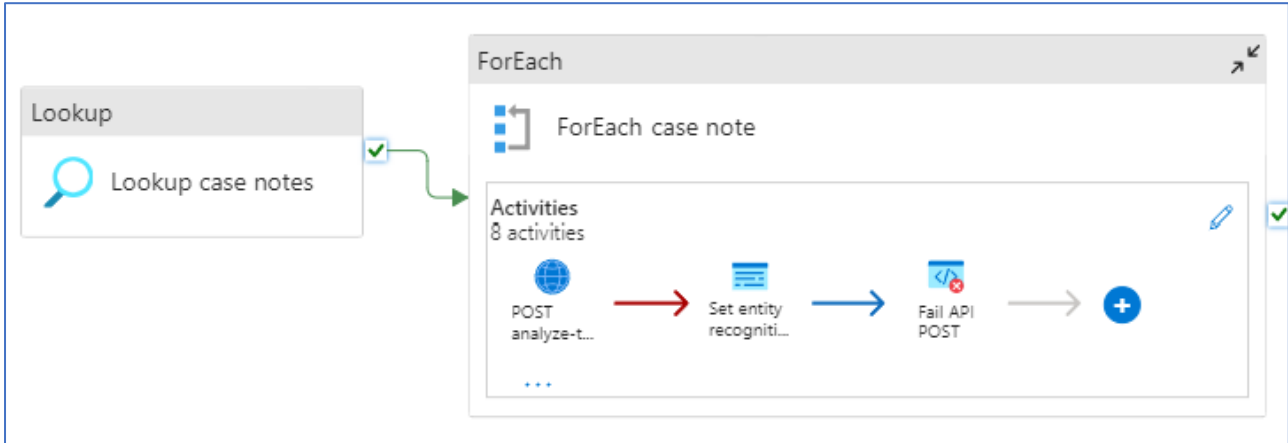 Lookup
Lookup case notes
ForEach
ForEach case note
Activities
8 activities
POST
analyze-t...
Set entity
recogniti...
Fail API
POST